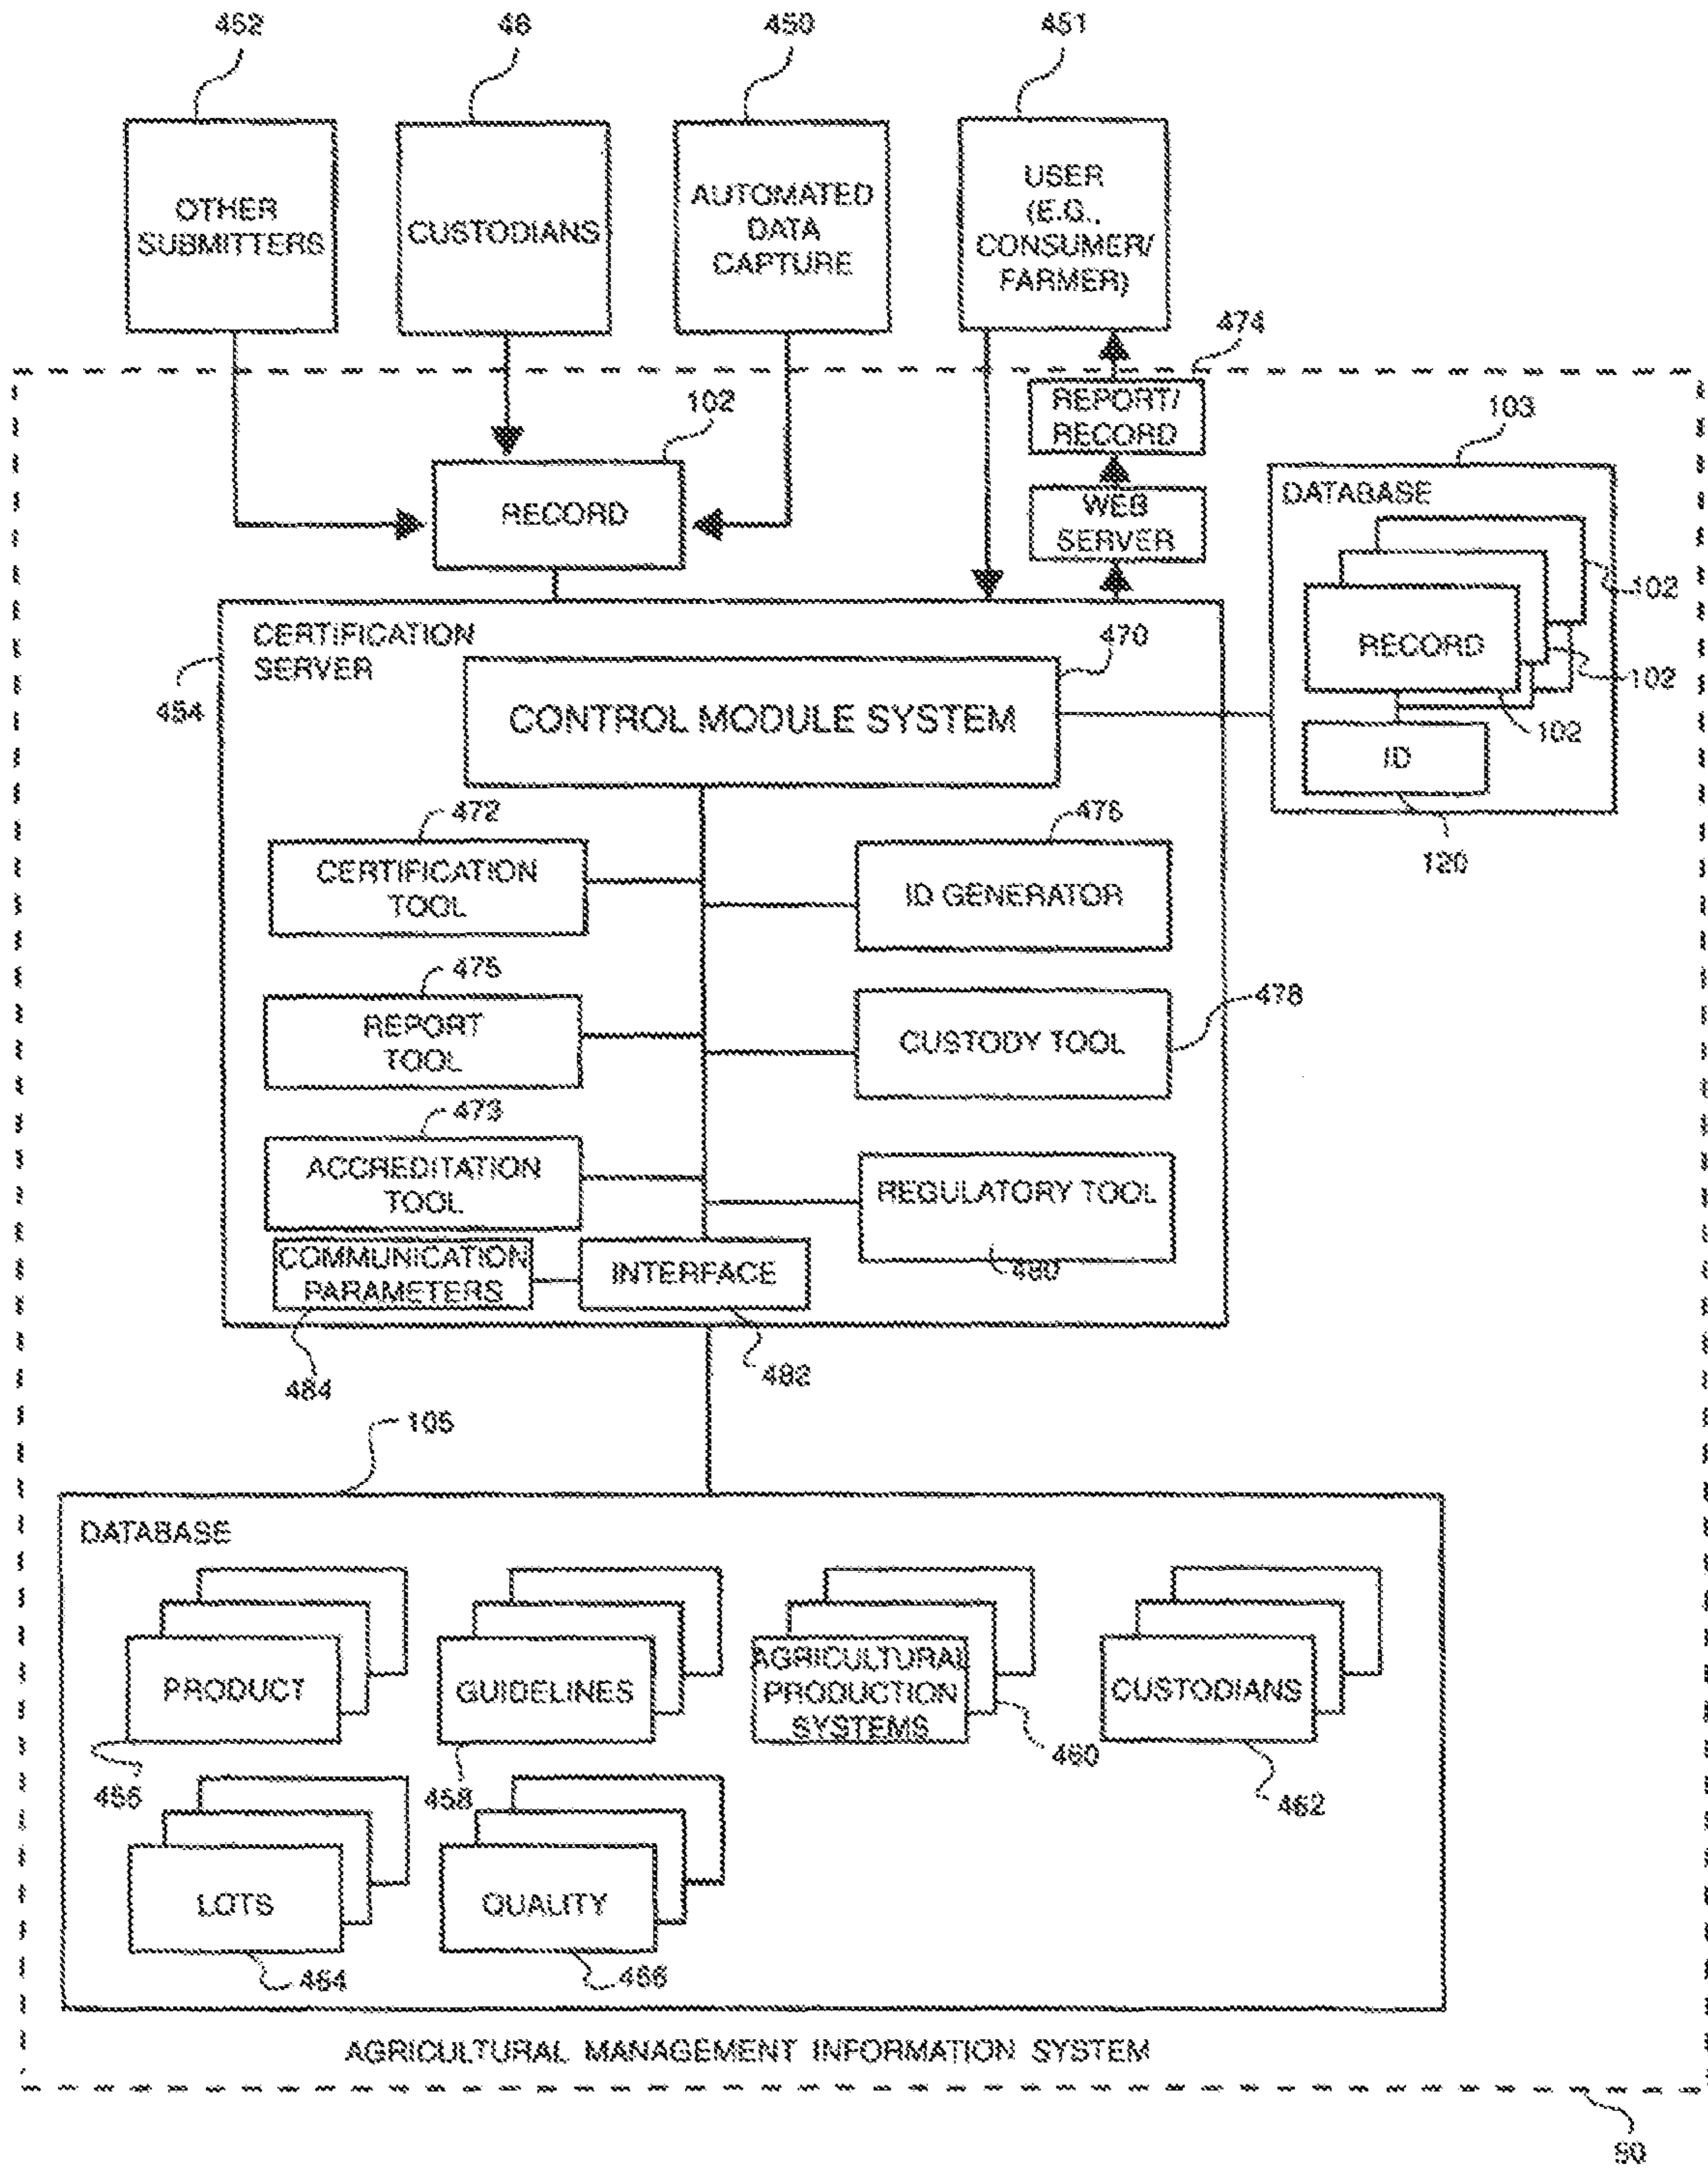 452
46
450
451
OTHER
SUBMITTERS
CUSTODIANS
AUTOMATED
DATA
CAPTURE
USER
(E.G.,
CONSUMER/
FARMER)
474
REPORT/
RECORD
102
103
RECORD
WEB
SERVER
DATABASE
102
RECORD
102
102
ID
120
CERTIFICATION
SERVER
454
470
CONTROL MODULE SYSTEM
472
CERTIFICATION
TOOL
476
ID GENERATOR
475
REPORT
TOOL
478
CUSTODY TOOL
473
ACCREDITATION
TOOL
REGULATORY TOOL
480
COMMUNICATION
PARAMETERS
INTERFACE
484
482
105
DATABASE
PRODUCT
GUIDELINES
AGRICULTURAL
PRODUCTION
SYSTEMS
CUSTODIANS
456
458
460
462
LOTS
QUALITY
464
466
AGRICULTURAL MANAGEMENT INFORMATION SYSTEM
50